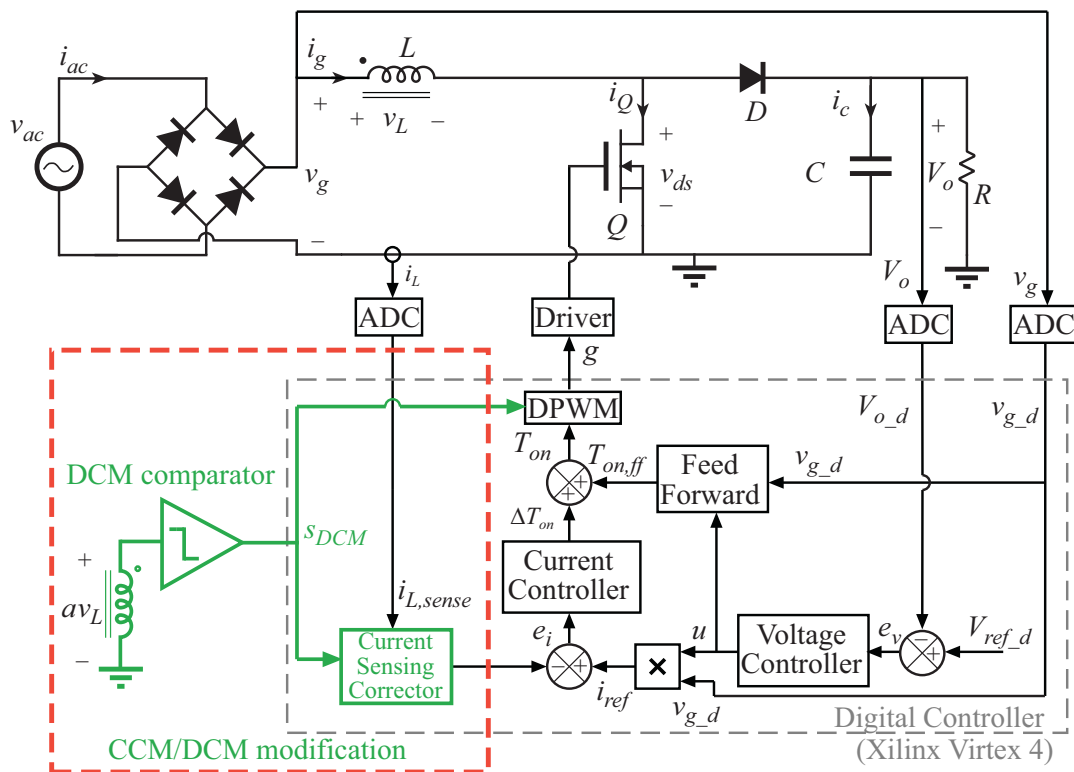 i_g
L
i_ac
+
+ v_L −
v_ac
v_g
−
i_Q
+
v_ds
−
Q
D
i_c
C
+
V_o
−
R
i_L
V_o
v_g
ADC
Driver
ADC
ADC
g
DPWM
V_o_d
v_g_d
T_on
T_on,ff
+
+
Feed
Forward
v_g_d
DCM comparator
ΔT_on
s_DCM
Current
Controller
+
av_L
−
i_L,sense
e_i
u
Voltage
Controller
e_v
−
+
V_ref_d
Current
Sensing
Corrector
−
+
×
i_ref
v_g_d
Digital Controller
(Xilinx Virtex 4)
CCM/DCM modification